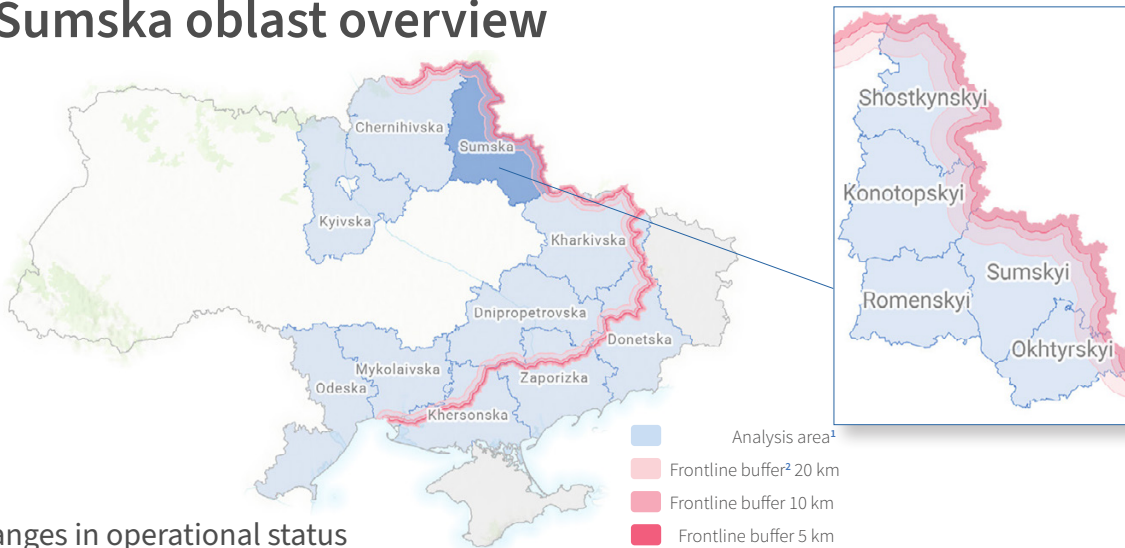 Sumska oblast overview
Chernihivska
Sumska
Kyivska
Kharkivska
Dnipropetrovska
Donetska
Mykolaivska
Zaporizka
Odeska
Khersonska
Shostkynskyi
Konotopskyi
Sumskyi
Romenskyi
Okhtyrskyi
Analysis area¹
Frontline buffer² 20 km
Frontline buffer 10 km
Frontline buffer 5 km
anges in operational status